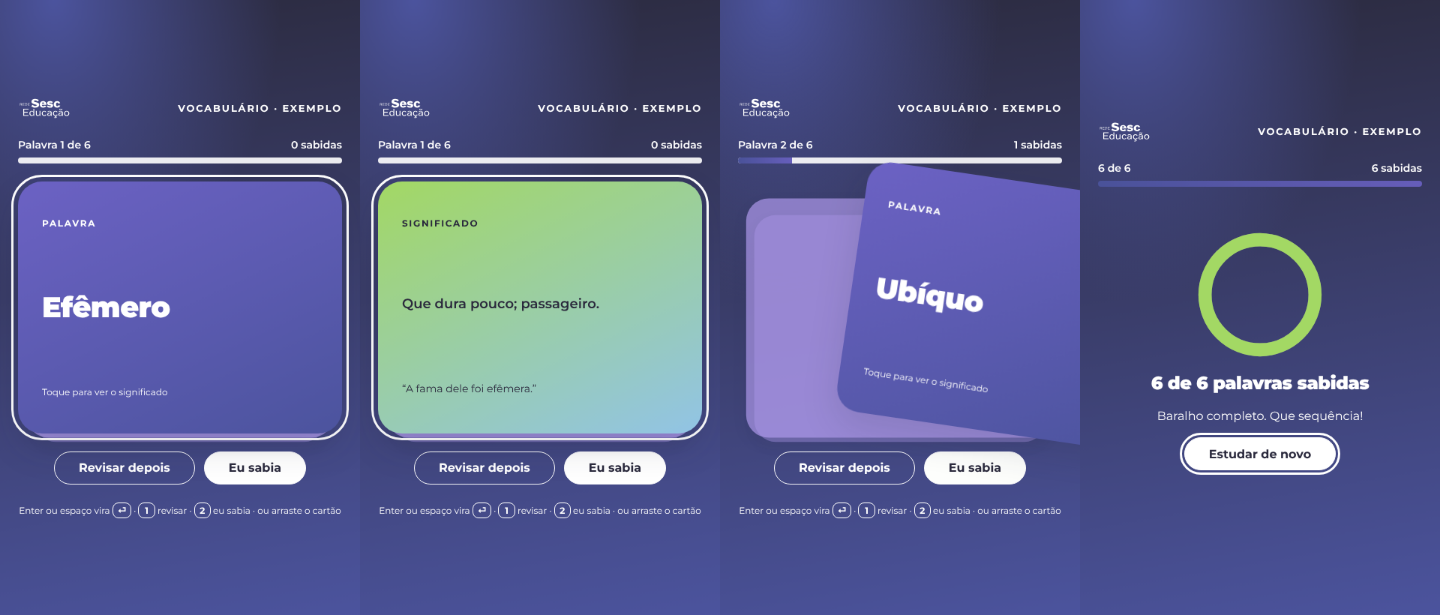 REDE Sesc
Educação
VOCABULÁRIO · EXEMPLO
Palavra 1 de 6
0 sabidas
PALAVRA
Efêmero
Toque para ver o significado
Revisar depois
Eu sabia
Enter ou espaço vira ⏎ · 1 revisar · 2 eu sabia · ou arraste o cartão
REDE Sesc
Educação
VOCABULÁRIO · EXEMPLO
Palavra 1 de 6
0 sabidas
SIGNIFICADO
Que dura pouco; passageiro.
“A fama dele foi efêmera.”
Revisar depois
Eu sabia
Enter ou espaço vira ⏎ · 1 revisar · 2 eu sabia · ou arraste o cartão
REDE Sesc
Educação
VOCABULÁRIO · EXEMPLO
Palavra 2 de 6
1 sabidas
PALAVRA
Ubíquo
Toque para ver o significado
Revisar depois
Eu sabia
Enter ou espaço vira ⏎ · 1 revisar · 2 eu sabia · ou arraste o cartão
REDE Sesc
Educação
VOCABULÁRIO · EXEMPLO
6 de 6
6 sabidas
6 de 6 palavras sabidas
Baralho completo. Que sequência!
Estudar de novo